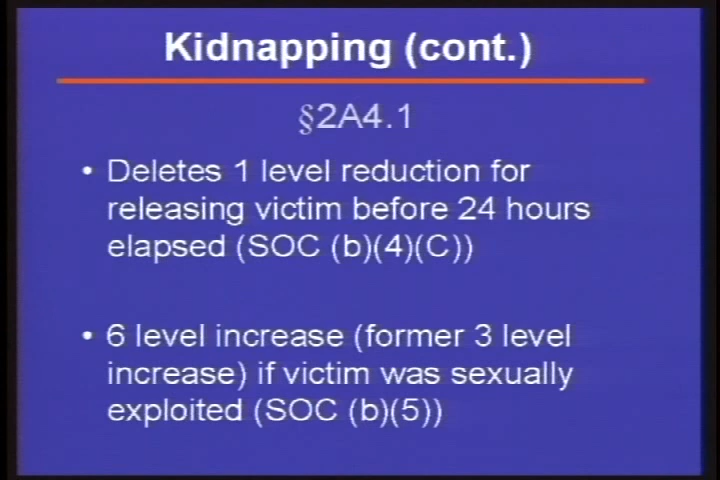 Kidnapping (cont.)
§2A4.1
• Deletes 1 level reduction for
releasing victim before 24 hours
elapsed (SOC (b)(4)(C))
• 6 level increase (former 3 level
increase) if victim was sexually
exploited (SOC (b)(5))